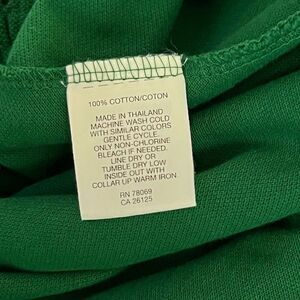 100% COTTON/COTON
MADE IN THAILAND
MACHINE WASH COLD
WITH SIMILAR COLORS
GENTLE CYCLE.
ONLY NON-CHLORINE
BLEACH IF NEEDED.
LINE DRY OR
TUMBLE DRY LOW
INSIDE OUT WITH
COLLAR UP WARM IRON.
RN 78069
CA 26125